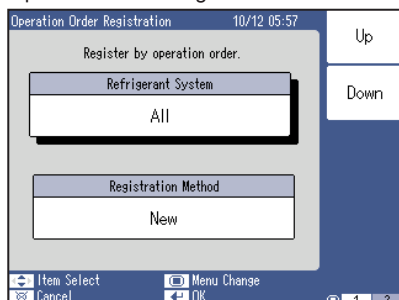 Operation Order Registration 10/12 05:57
Up
Register by operation order.
Refrigerant System
Down
All
Registration Method
New
Item Select Menu Change
Cancel OK
1 2